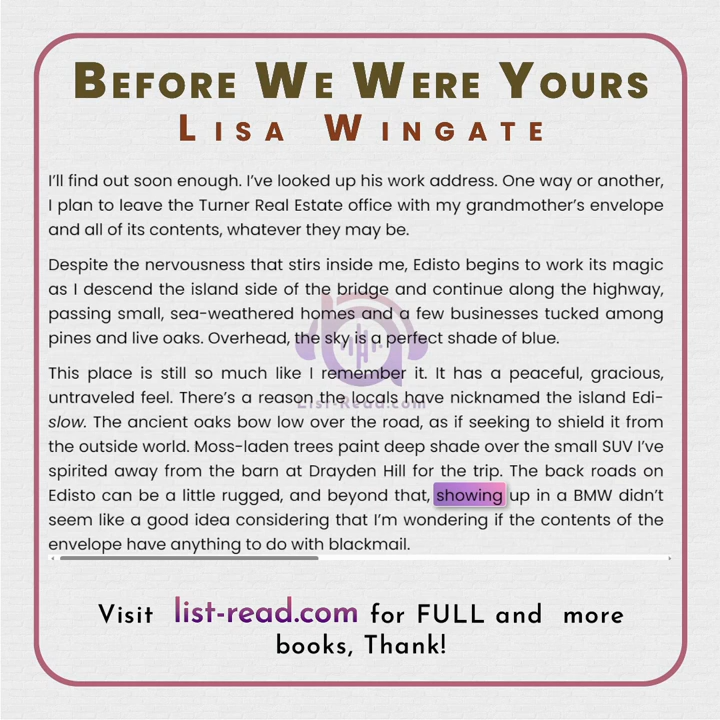 BEFORE WE WERE YOURS
LISA WINGATE
I'll find out soon enough. I've looked up his work address. One way or another,
I plan to leave the Turner Real Estate office with my grandmother's envelope
and all of its contents, whatever they may be.
Despite the nervousness that stirs inside me, Edisto begins to work its magic
as I descend the island side of the bridge and continue along the highway,
passing small, sea-weathered homes and a few businesses tucked among
pines and live oaks. Overhead, the sky is a perfect shade of blue.
This place is still so much like I remember it. It has a peaceful, gracious,
untraveled feel. There's a reason the locals have nicknamed the island Edi-
List-Read.com
slow. The ancient oaks bow low over the road, as if seeking to shield it from
the outside world. Moss-laden trees paint deep shade over the small SUV I've
spirited away from the barn at Drayden Hill for the trip. The back roads on
Edisto can be a little rugged, and beyond that, showing up in a BMW didn't
seem like a good idea considering that I'm wondering if the contents of the
envelope have anything to do with blackmail.
Visit list-read.com for FULL and more
books, Thank!